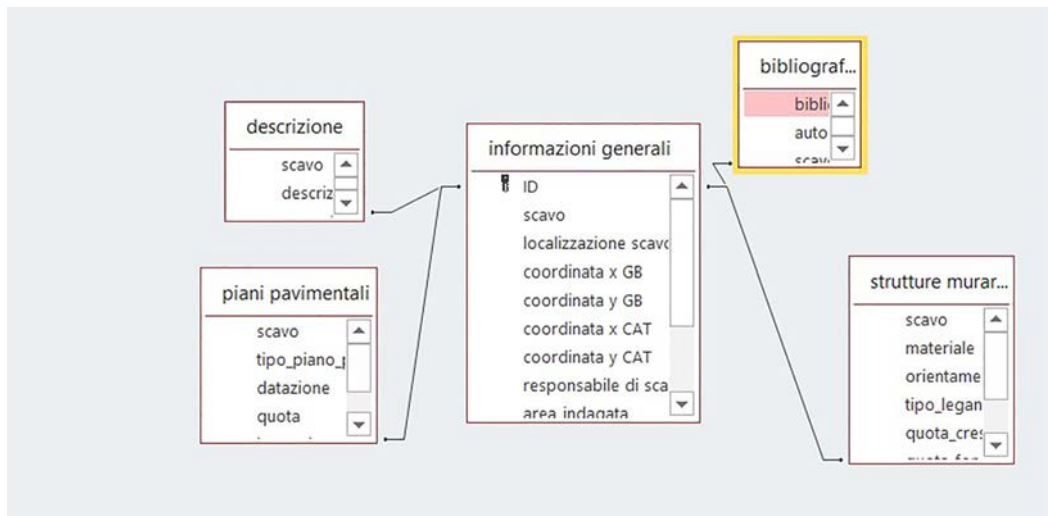 descrizione
scavo
descriz
piani pavimentali
scavo
tipo_piano_p
datazione
quota
informazioni generali
ID
scavo
localizzazione scavo
coordinata x GB
coordinata y GB
coordinata x CAT
coordinata y CAT
responsabile di sca
area indagata
bibliograf...
bibli
auto
scav
strutture murar...
scavo
materiale
orientame
tipo_legan
quota_cres